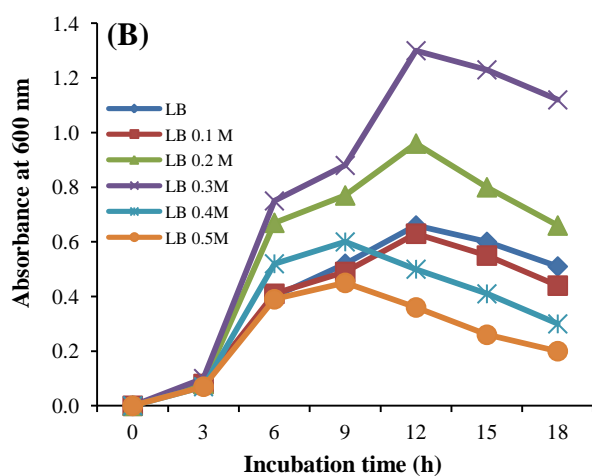 (B)
Absorbance at 600 nm
1.4
1.2
1.0
0.8
0.6
0.4
0.2
0.0
LB
LB 0.1 M
LB 0.2 M
LB 0.3M
LB 0.4M
LB 0.5M
0 3 6 9 12 15 18
Incubation time (h)